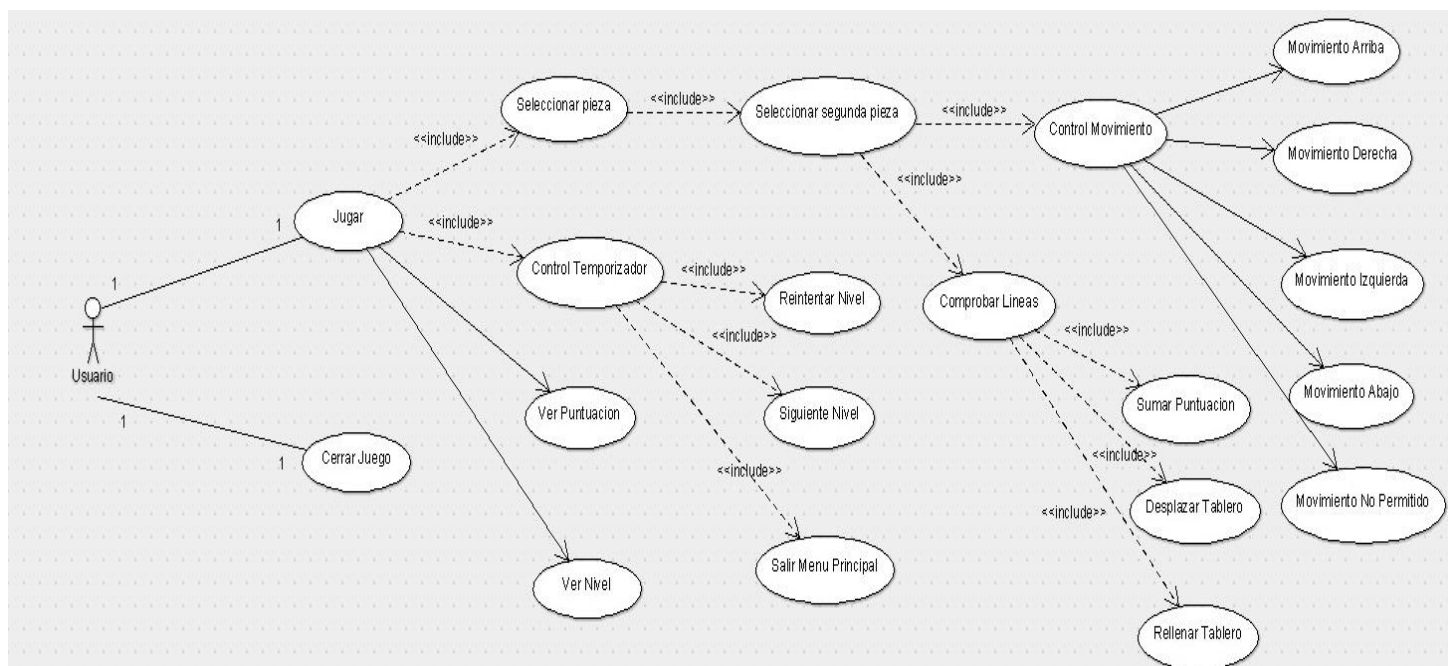 Movimiento Arriba
Seleccionar pieza
<<include>>
Seleccionar segunda pieza
<<include>>
Control Movimiento
<<include>>
Movimiento Derecha
<<include>>
Jugar
1
<<include>>
Control Temporizador
<<include>>
Reintentar Nivel
Comprobar Lineas
Movimiento Izquierda
1
<<include>>
<<include>>
Usuario
Ver Puntuacion
Siguiente Nivel
Sumar Puntuacion
Movimiento Abajo
1
Cerrar Juego
1
<<include>>
<<include>>
Desplazar Tablero
Movimiento No Permitido
<<include>>
Ver Nivel
Salir Menu Principal
Rellenar Tablero